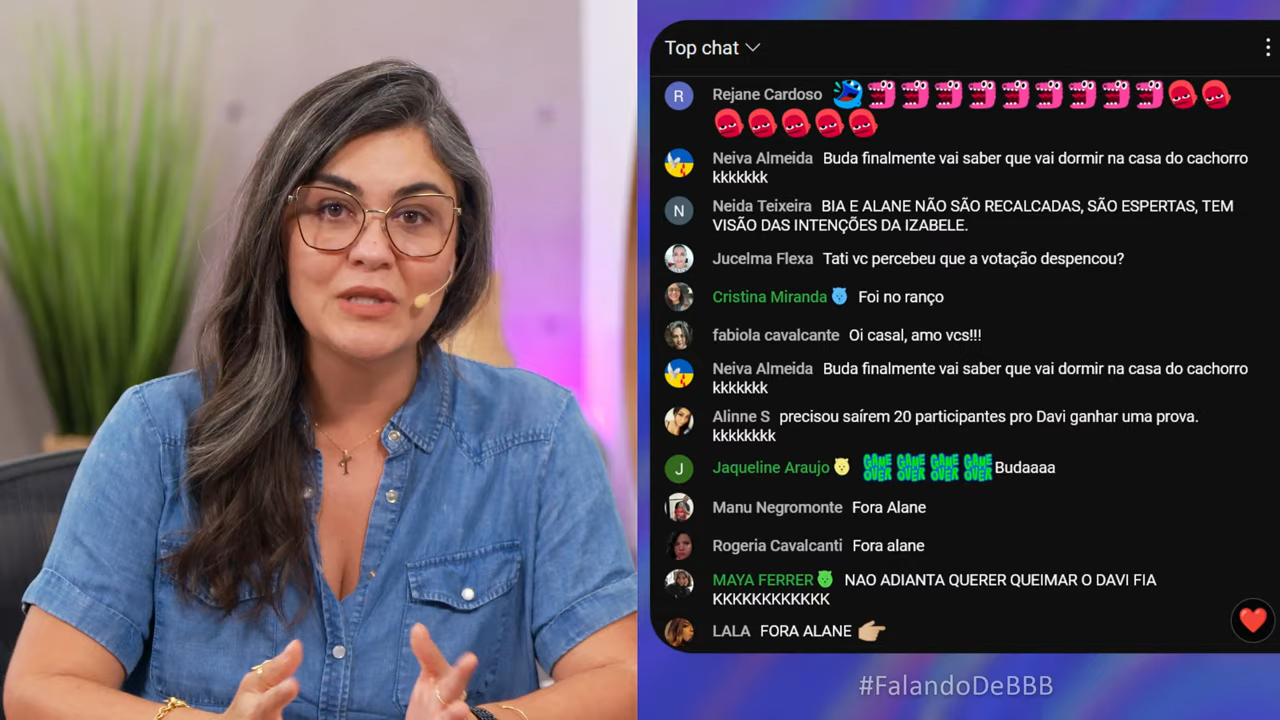 Top chat
R
Rejane Cardoso
Neiva Almeida Buda finalmente vai saber que vai dormir na casa do cachorro
kkkkkkk
N
Neida Teixeira BIA E ALANE NÃO SÃO RECALCADAS, SÃO ESPERTAS, TEM
VISÃO DAS INTENÇÕES DA IZABELE.
Jucelma Flexa Tati vc percebeu que a votação despencou?
Cristina Miranda Foi no ranço
fabiola cavalcante Oi casal, amo vcs!!!
Neiva Almeida Buda finalmente vai saber que vai dormir na casa do cachorro
kkkkkkk
Alinne S precisou saírem 20 participantes pro Davi ganhar uma prova.
kkkkkkkk
J
Jaqueline Araujo GAME OVER GAME OVER GAME OVER GAME OVER Budaaaa
Manu Negromonte Fora Alane
Rogeria Cavalcanti Fora alane
MAYA FERRER NAO ADIANTA QUERER QUEIMAR O DAVI FIA
KKKKKKKKKKKK
LALA FORA ALANE
#FalandoDeBBB